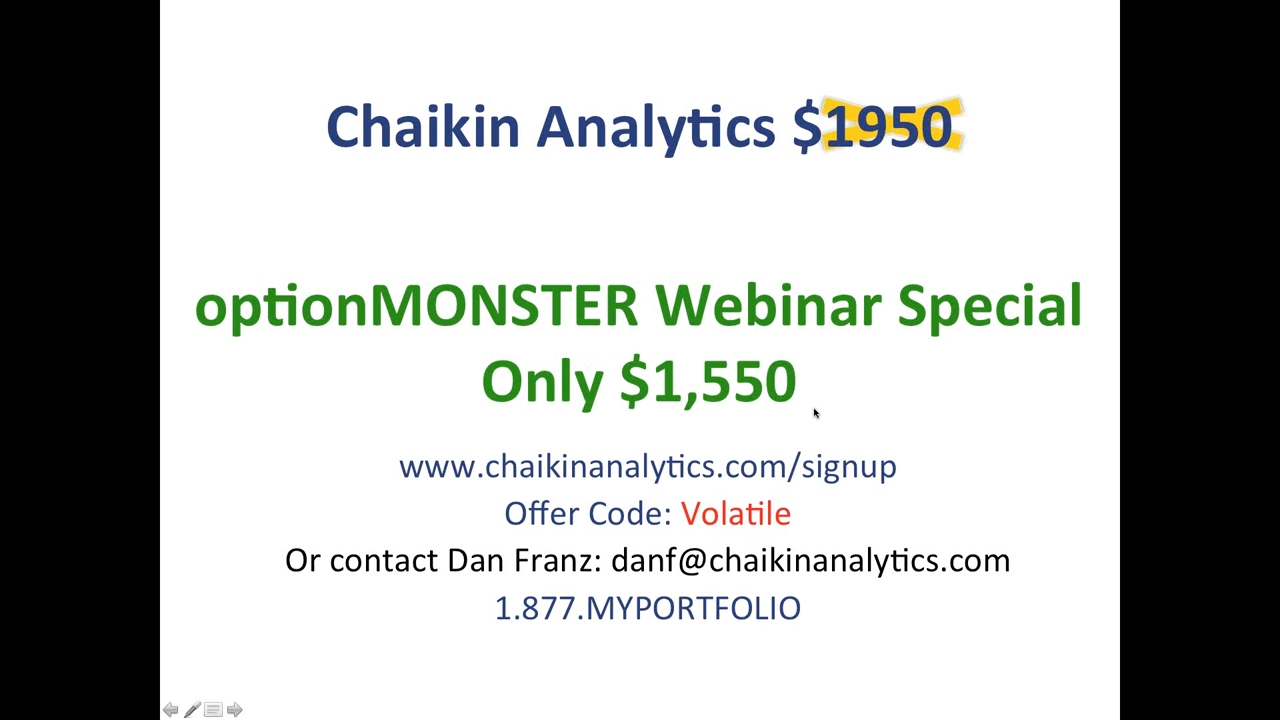 Chaikin Analytics $1950
optionMONSTER Webinar Special
Only $1,550
www.chaikinanalytics.com/signup
Offer Code: Volatile
Or contact Dan Franz: danf@chaikinanalytics.com
1.877.MYPORTFOLIO